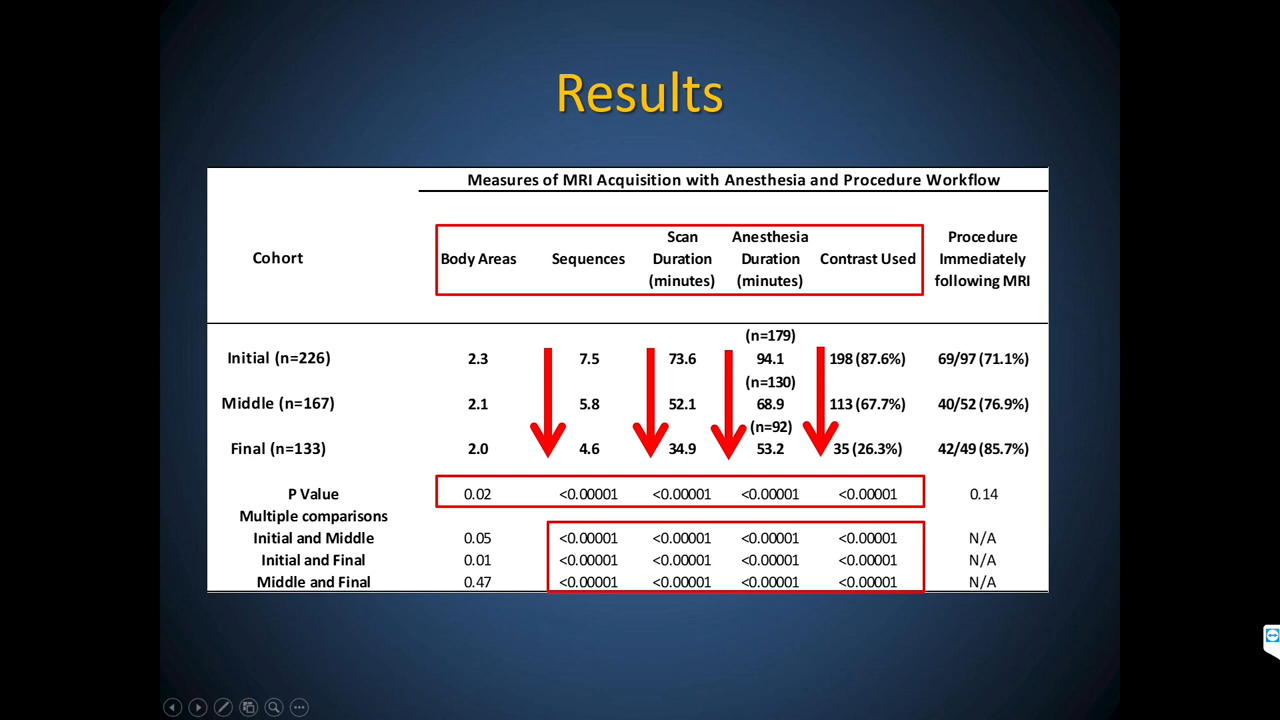 Results
Measures of MRI Acquisition with Anesthesia and Procedure Workflow
Cohort
Body Areas
Sequences
Scan
Duration
(minutes)
Anesthesia
Duration
(minutes)
Contrast Used
Procedure
Immediately
following MRI
(n=179)
Initial (n=226) 2.3 7.5 73.6 94.1 198 (87.6%) 69/97 (71.1%)
(n=130)
Middle (n=167) 2.1 5.8 52.1 68.9 113 (67.7%) 40/52 (76.9%)
(n=92)
Final (n=133) 2.0 4.6 34.9 53.2 35 (26.3%) 42/49 (85.7%)
P Value 0.02 <0.00001 <0.00001 <0.00001 <0.00001 0.14
Multiple comparisons
Initial and Middle 0.05 <0.00001 <0.00001 <0.00001 <0.00001 N/A
Initial and Final 0.01 <0.00001 <0.00001 <0.00001 <0.00001 N/A
Middle and Final 0.47 <0.00001 <0.00001 <0.00001 <0.00001 N/A